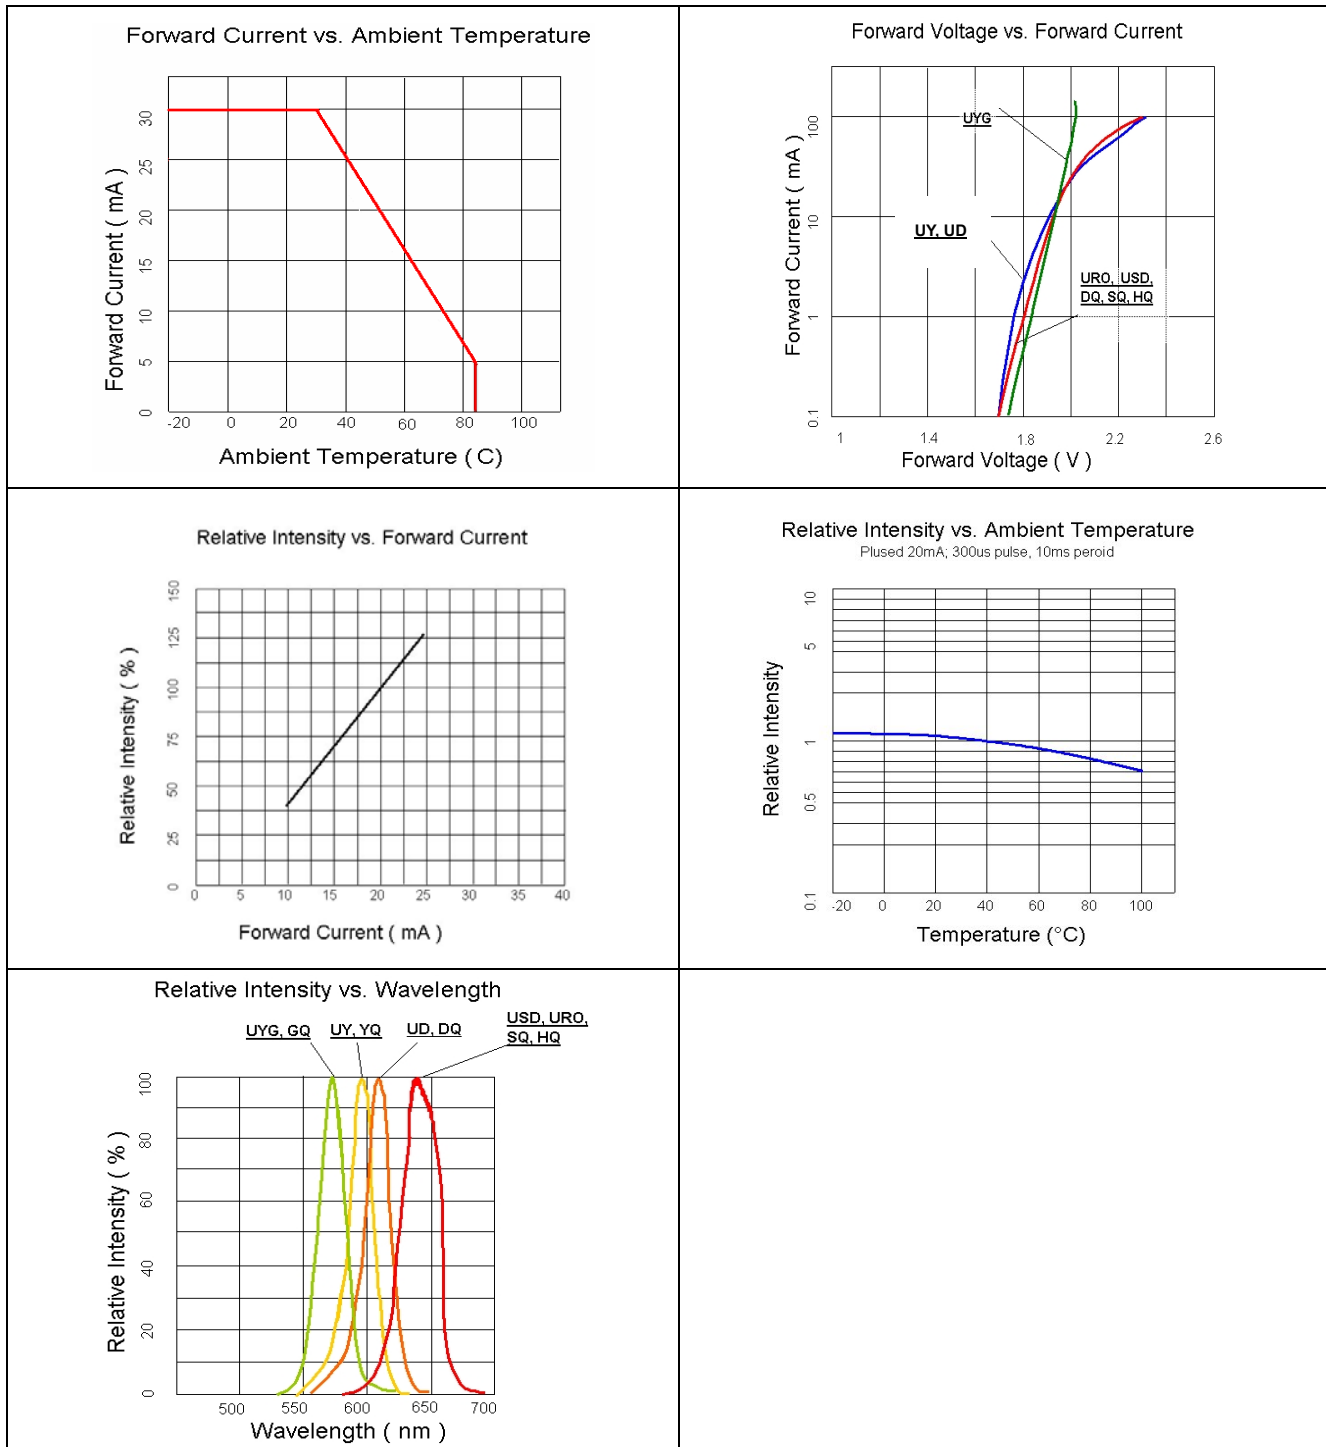 Forward Current vs. Ambient Temperature
Forward Current ( mA )
30
25
20
15
10
5
0
-20 0 20 40 60 80 100
Ambient Temperature ( C)
Forward Voltage vs. Forward Current
Forward Current ( mA )
100
10
1
0.1
UYG
UY, UD
URO, USD,
DQ, SQ, HQ
1 1.4 1.8 2.2 2.6
Forward Voltage ( V )
Relative Intensity vs. Forward Current
Relative Intensity ( % )
150
125
100
75
50
25
0
0 5 10 15 20 25 30 35 40
Forward Current ( mA )
Relative Intensity vs. Ambient Temperature
Plused 20mA; 300us pulse, 10ms peroid
Relative Intensity
10
5
1
0.5
0.1
-20 0 20 40 60 80 100
Temperature (°C)
Relative Intensity vs. Wavelength
UYG, GQ UY, YQ UD, DQ
USD, URO,
SQ, HQ
Relative Intensity ( % )
100
80
60
40
20
0
500 550 600 650 700
Wavelength ( nm )